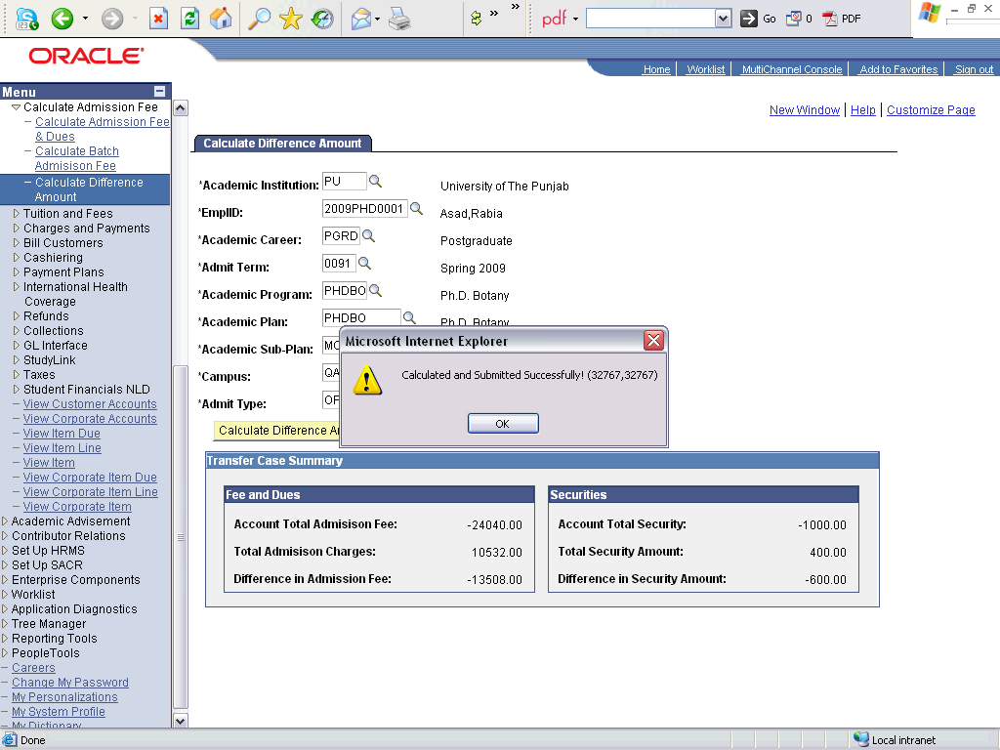 pdf
Go
0
PDF
ORACLE
Home
Worklist
MultiChannel Console
Add to Favorites
Sign out
Menu
New Window | Help | Customize Page
Calculate Admission Fee
Calculate Admission Fee
& Dues
Calculate Batch
Admisison Fee
Calculate Difference
Amount
Tuition and Fees
Charges and Payments
Bill Customers
Cashiering
Payment Plans
International Health
Coverage
Refunds
Collections
GL Interface
StudyLink
Taxes
Student Financials NLD
View Customer Accounts
View Corporate Accounts
View Item Due
View Item Line
View Item
View Corporate Item Due
View Corporate Item Line
View Corporate Item
Academic Advisement
Contributor Relations
Set Up HRMS
Set Up SACR
Enterprise Components
Worklist
Application Diagnostics
Tree Manager
Reporting Tools
PeopleTools
Careers
Change My Password
My Personalizations
My System Profile
My Dictionary
Calculate Difference Amount
*Academic Institution: PU University of The Punjab
*EmplID: 2009PHD0001 Asad,Rabia
*Academic Career: PGRD Postgraduate
*Admit Term: 0091 Spring 2009
*Academic Program: PHDBO Ph.D. Botany
*Academic Plan: PHDBO Ph.D. Botany
*Academic Sub-Plan:
*Campus: QA
*Admit Type:
Calculate Difference
Microsoft Internet Explorer
Calculated and Submitted Successfully! (32767,32767)
OK
Transfer Case Summary
Fee and Dues
Account Total Admisison Fee: -24040.00
Total Admisison Charges: 10532.00
Difference in Admission Fee: -13508.00
Securities
Account Total Security: -1000.00
Total Security Amount: 400.00
Difference in Security Amount: -600.00
Done
Local intranet